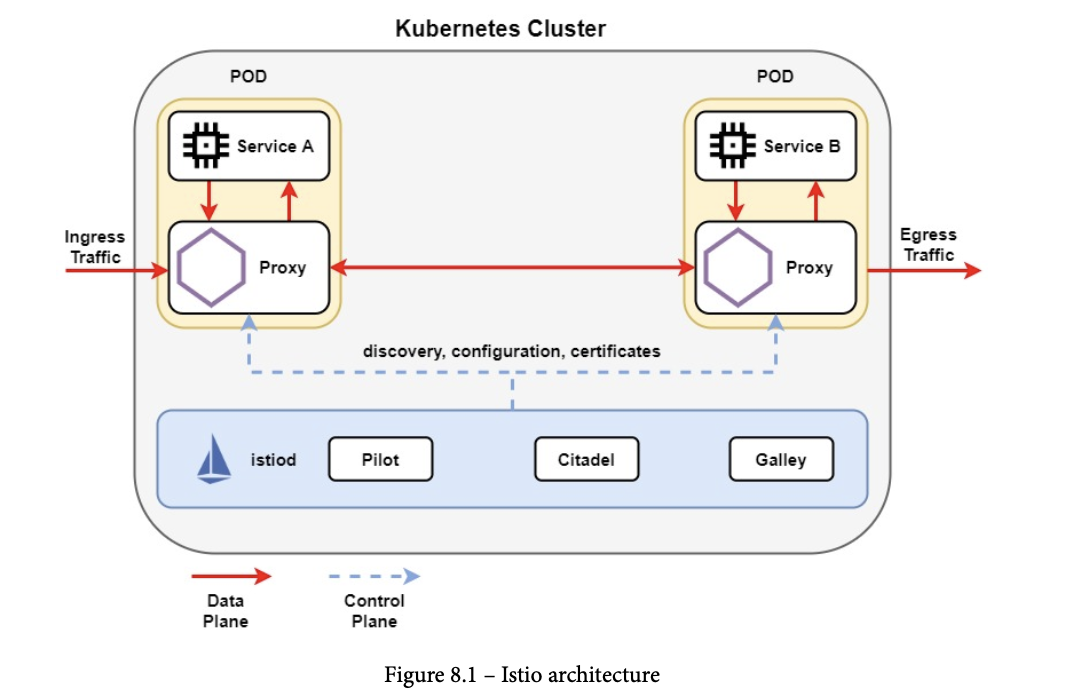 Kubernetes Cluster
POD
POD
Service A
Service B
Ingress
Traffic
Proxy
Proxy
Egress
Traffic
discovery, configuration, certificates
istiod
Pilot
Citadel
Galley
Data
Plane
Control
Plane
Figure 8.1 – Istio architecture